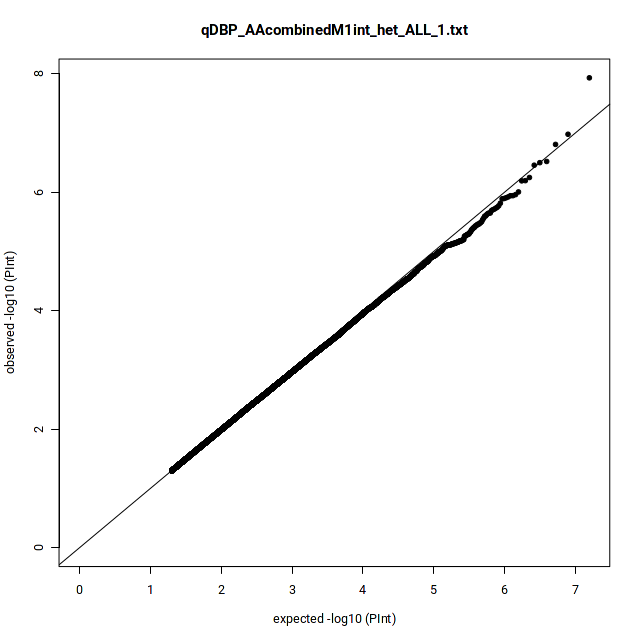 qDBP_AAcombinedM1int_het_ALL_1.txt
8
6
4
2
0
observed -log10 (PInt)
0 1 2 3 4 5 6 7
expected -log10 (PInt)